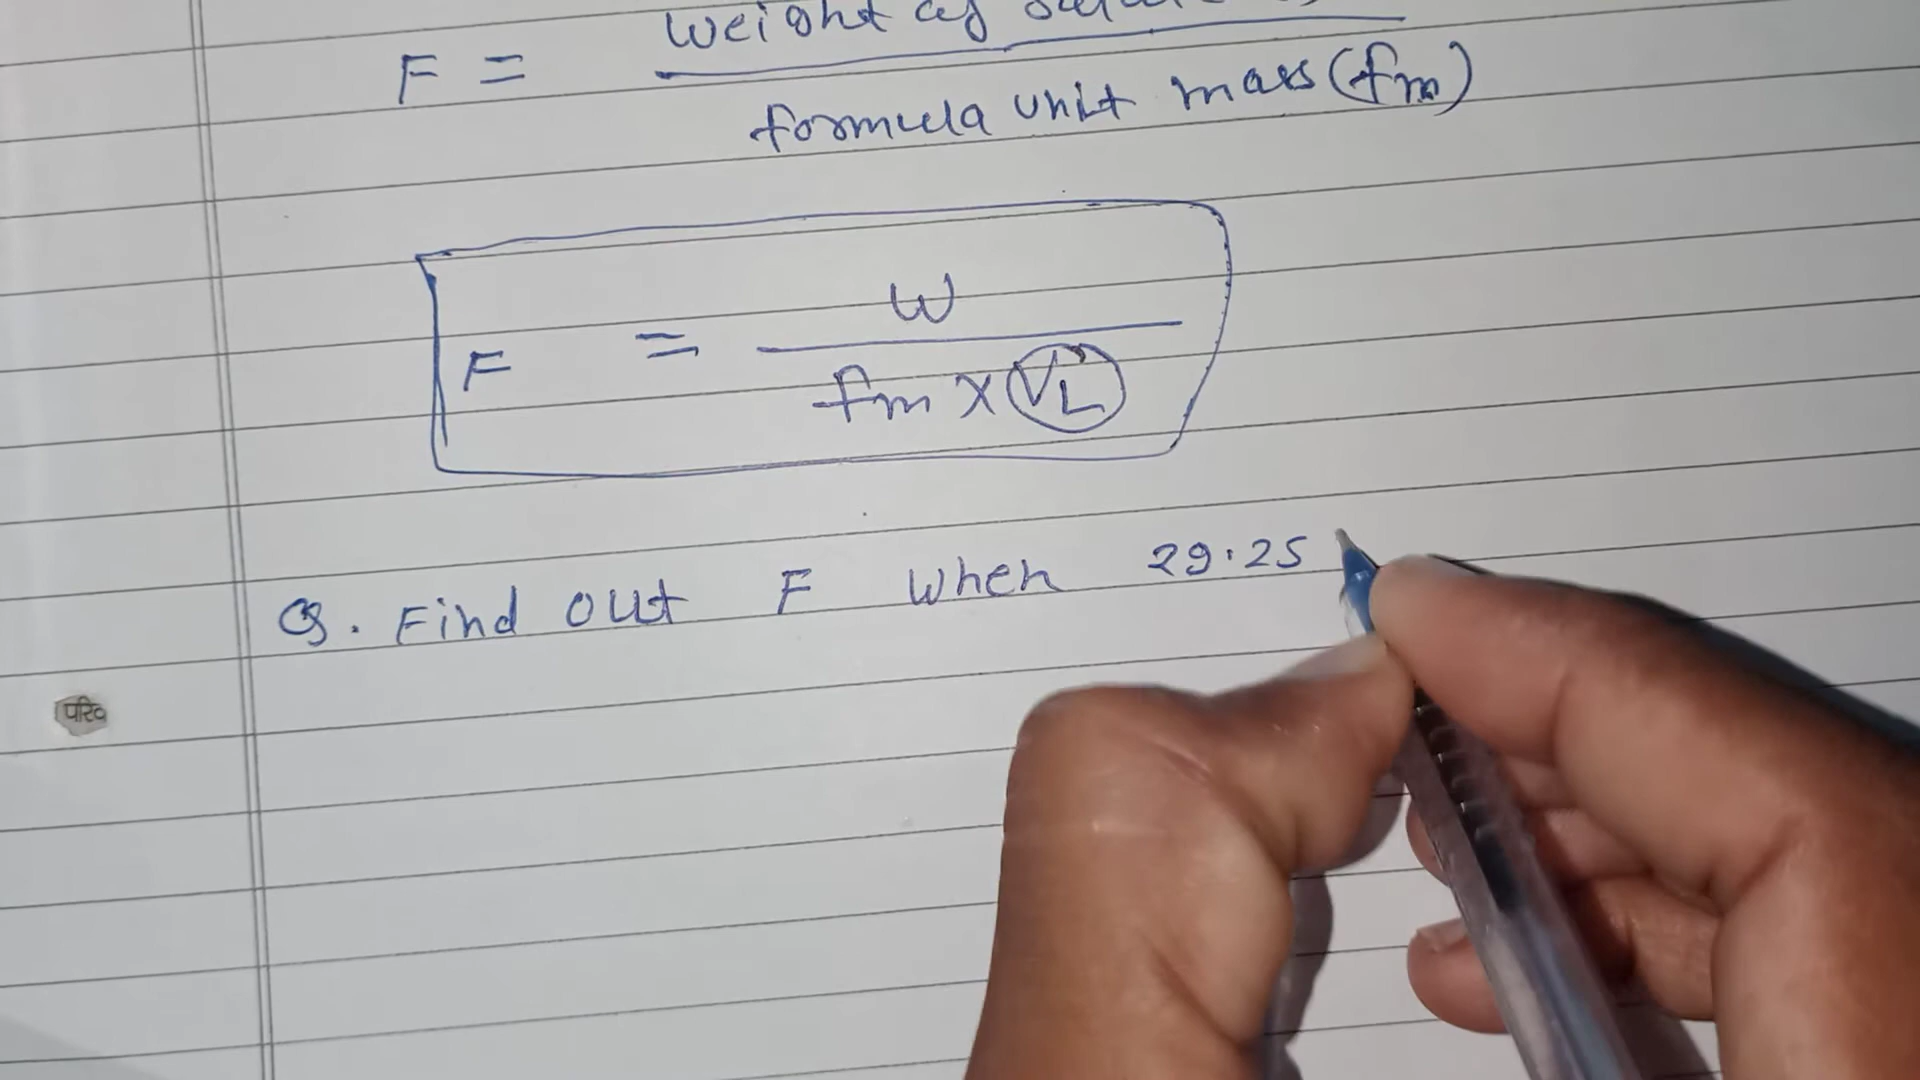 Weight of
F =
formula unit mass (fm)
W
F =
fm x VL
Q. Find out F when 29.25
परिव